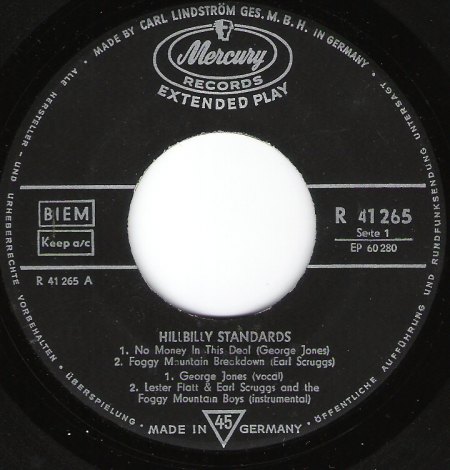 MADE BY CARL LINDSTRÖM GES. M. B. H. IN GERMANY
Mercury
RECORDS
EXTENDED PLAY
BIEM
Keep a/c
R 41 265 A
R 41 265
Seite 1
EP 60 280
HILLBILLY STANDARDS
1. No Money In This Deal (George Jones)
2. Foggy Mountain Breakdown (Earl Scruggs)
1. George Jones (vocal)
2. Lester Flatt & Earl Scruggs and the
Foggy Mountain Boys (instrumental)
MADE IN 45 GERMANY
ALLE HERSTELLER - UND URHEBERRECHTE VORBEHALTEN · ÜBERSPIELUNG · ÖFFENTLICHE AUFFÜHRUNG UND RUNDFUNKSENDUNG UNTERSAGT ·